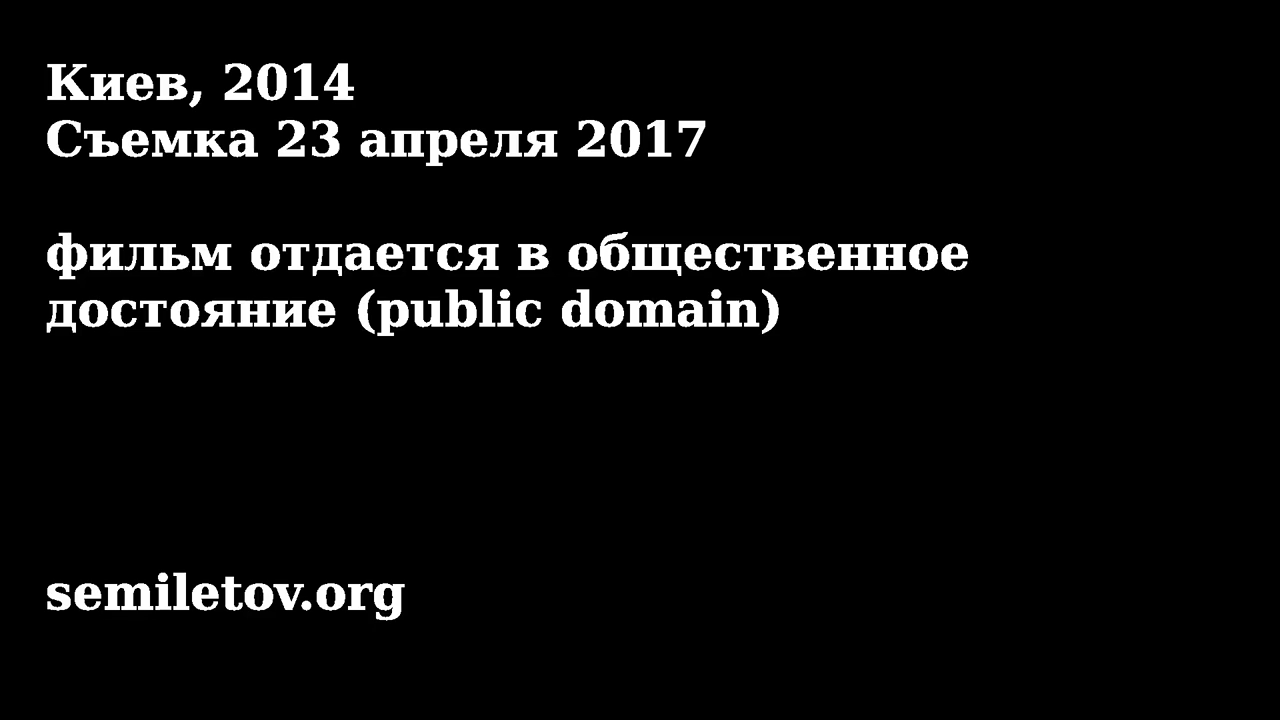 Киев, 2014
Съемка 23 апреля 2017
фильм отдается в общественное
достояние (public domain)
semiletov.org